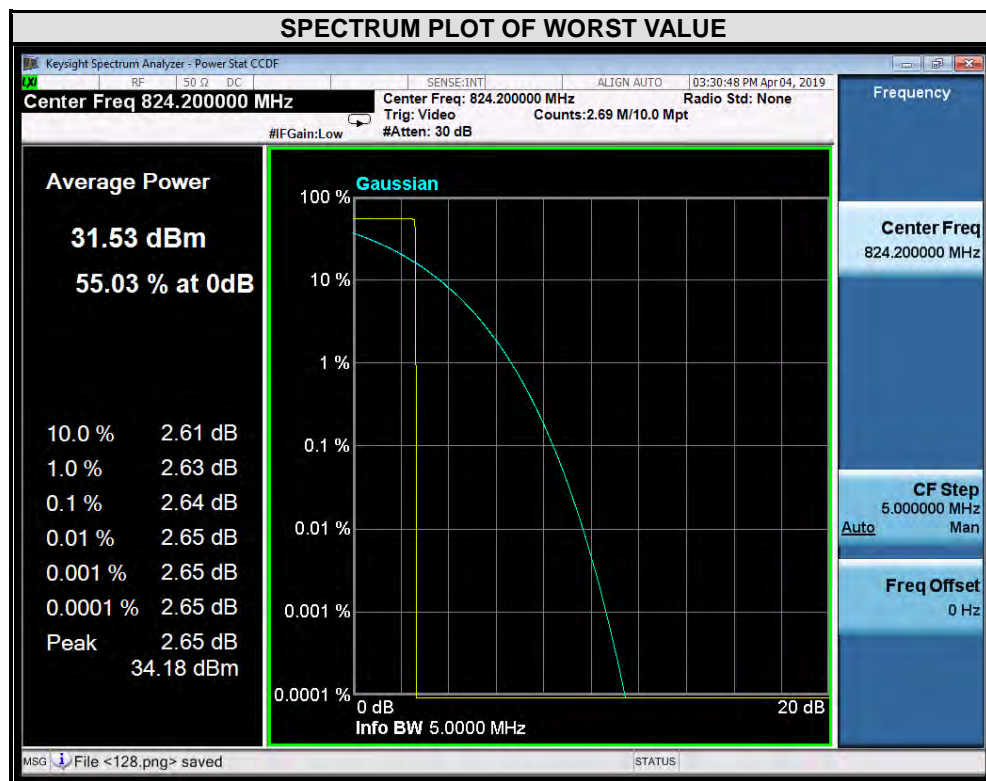 SPECTRUM PLOT OF WORST VALUE
Keysight Spectrum Analyzer - Power Stat CCDF
LXI RF 50 Ω DC SENSE:INT ALIGN AUTO 03:30:48 PM Apr 04, 2019
Center Freq 824.200000 MHz
Center Freq: 824.200000 MHz Radio Std: None
Trig: Video Counts:2.69 M/10.0 Mpt
#IFGain:Low #Atten: 30 dB
Average Power
31.53 dBm
55.03 % at 0dB
10.0 % 2.61 dB
1.0 % 2.63 dB
0.1 % 2.64 dB
0.01 % 2.65 dB
0.001 % 2.65 dB
0.0001 % 2.65 dB
Peak 2.65 dB
34.18 dBm
Gaussian
100 %
10 %
1 %
0.1 %
0.01 %
0.001 %
0.0001 %
0 dB 20 dB
Info BW 5.0000 MHz
Frequency
Center Freq
824.200000 MHz
CF Step
5.000000 MHz
Auto Man
Freq Offset
0 Hz
MSG File <128.png> saved STATUS